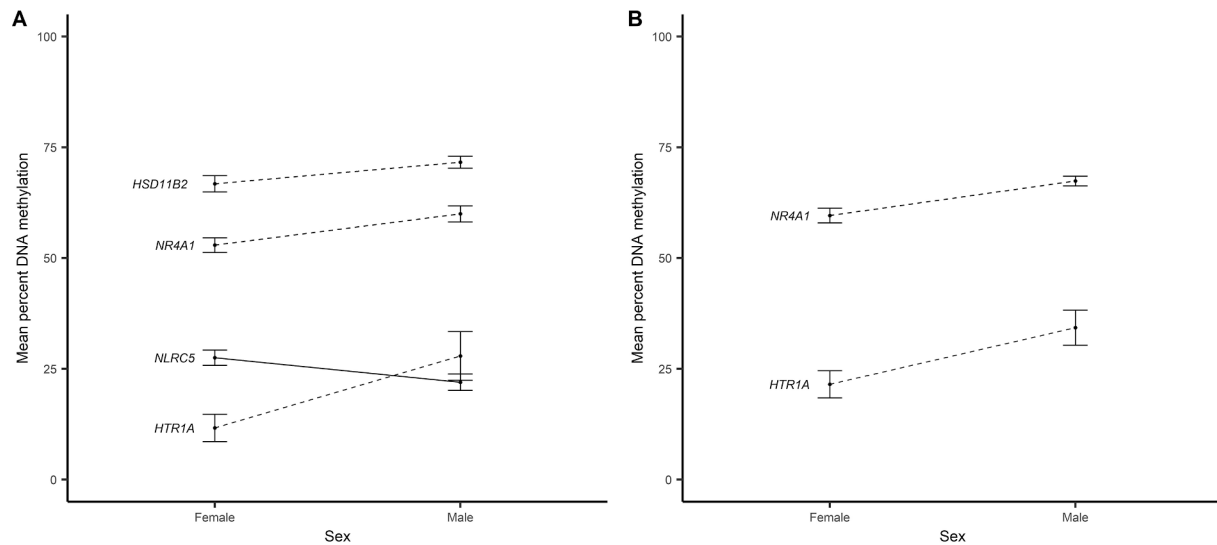 A
Mean percent DNA methylation
100
75
50
25
0
HSD11B2
NR4A1
NLRC5
HTR1A
Female
Male
Sex
B
Mean percent DNA methylation
100
75
50
25
0
NR4A1
HTR1A
Female
Male
Sex